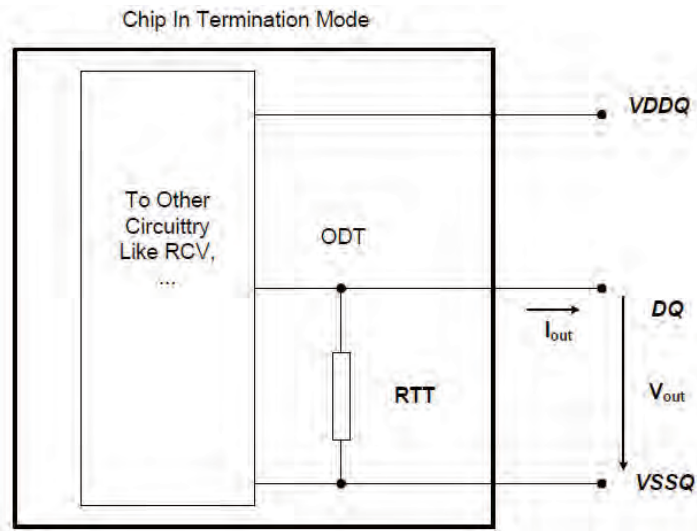 Chip In Termination Mode
VDDQ
To Other
Circuittry
Like RCV,
...
ODT
DQ
Iout
RTT
Vout
VSSQ